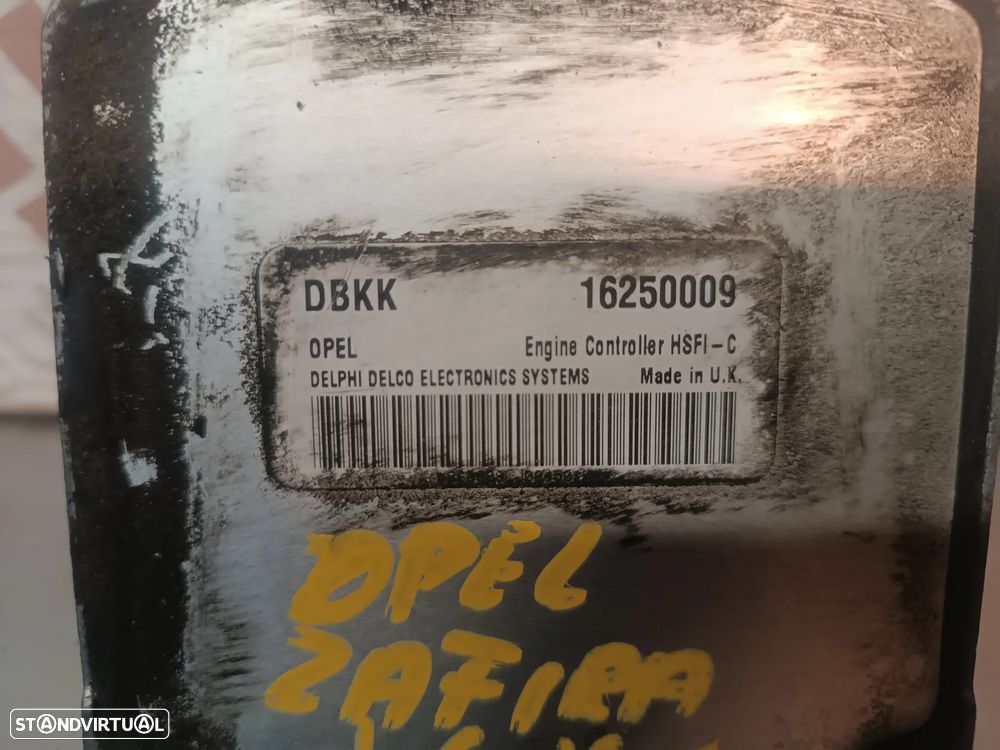 DBKK 16250009
OPEL Engine Controller HSFI-C
DELPHI DELCO ELECTRONICS SYSTEMS Made in U.K.
OPEL
ZAFIRA
STANDVIRTUAL